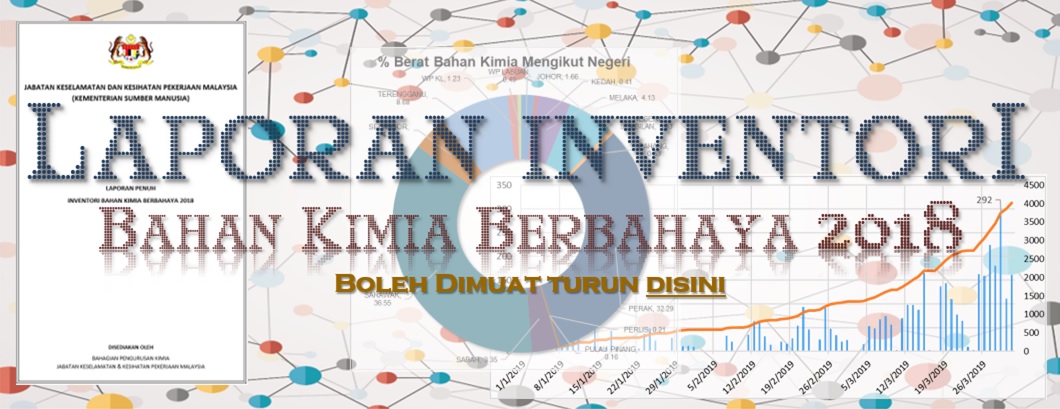 JABATAN KESELAMATAN DAN KESIHATAN PEKERJAAN MALAYSIA
(KEMENTERIAN SUMBER MANUSIA)
LAPORAN PENUH
INVENTORI BAHAN KIMIA BERBAHAYA 2018
DISEDIAKAN OLEH
BAHAGIAN PENGURUSAN KIMIA
JABATAN KESELAMATAN & KESIHATAN PEKERJAAN MALAYSIA
LAPORAN INVENTORI
BAHAN KIMIA BERBAHAYA 2018
BOLEH DIMUAT TURUN DISINI
% Berat Bahan Kimia Mengikut Negeri
WP LABUAN,
WP KL, 1.23
JOHOR, 1.66
KEDAH, 0.41
MELAKA, 4.13
TERENGGANU,
8.68
SARAWAK,
36.55
SABAH, 3.35
PERAK, 32.29
PERLIS, 0.21
PULAU PINANG,
0.16
350
292
4500
4000
3500
3000
2500
2000
1500
1000
500
0
1/1/2019
8/1/2019
15/1/2019
22/1/2019
29/1/2019
5/2/2019
12/2/2019
19/2/2019
26/2/2019
5/3/2019
12/3/2019
19/3/2019
26/3/2019